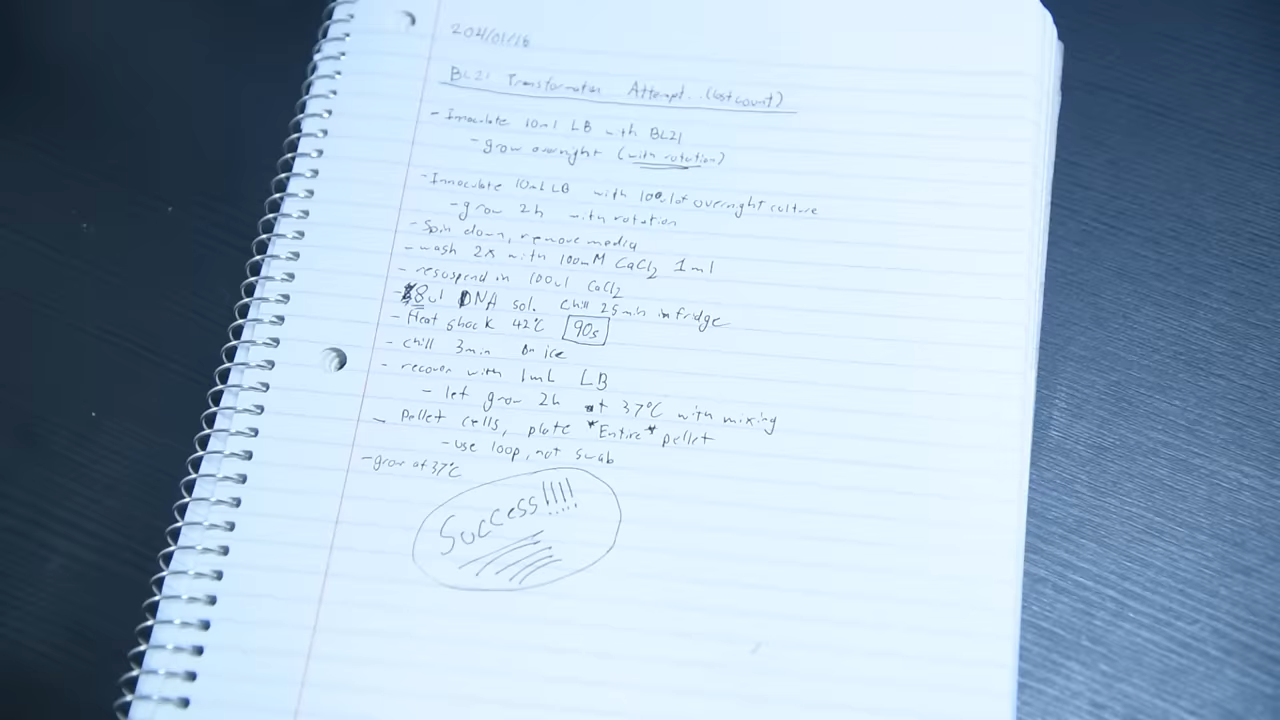 204/01/16
BL21 Transformation Attempt.. (lost count)
- Innoculate 10ml LB with BL21
- grow overnight (with rotation)
- Innoculate 10mL LB with 100ul of overnight culture
- grow 2h with rotation
- Spin down, remove media
- wash 2x with 100mM CaCl2 1ml
- resuspend in 100ul CaCl2
- 8ul DNA sol. chill 25min in fridge
- Heat shock 42°C 90s
- chill 3min on ice
- recover with 1mL LB
- let grow 2h at 37°C with mixing
- pellet cells, plate *Entire* pellet
- use loop, not swab
- grow at 37°C
Success!!!!